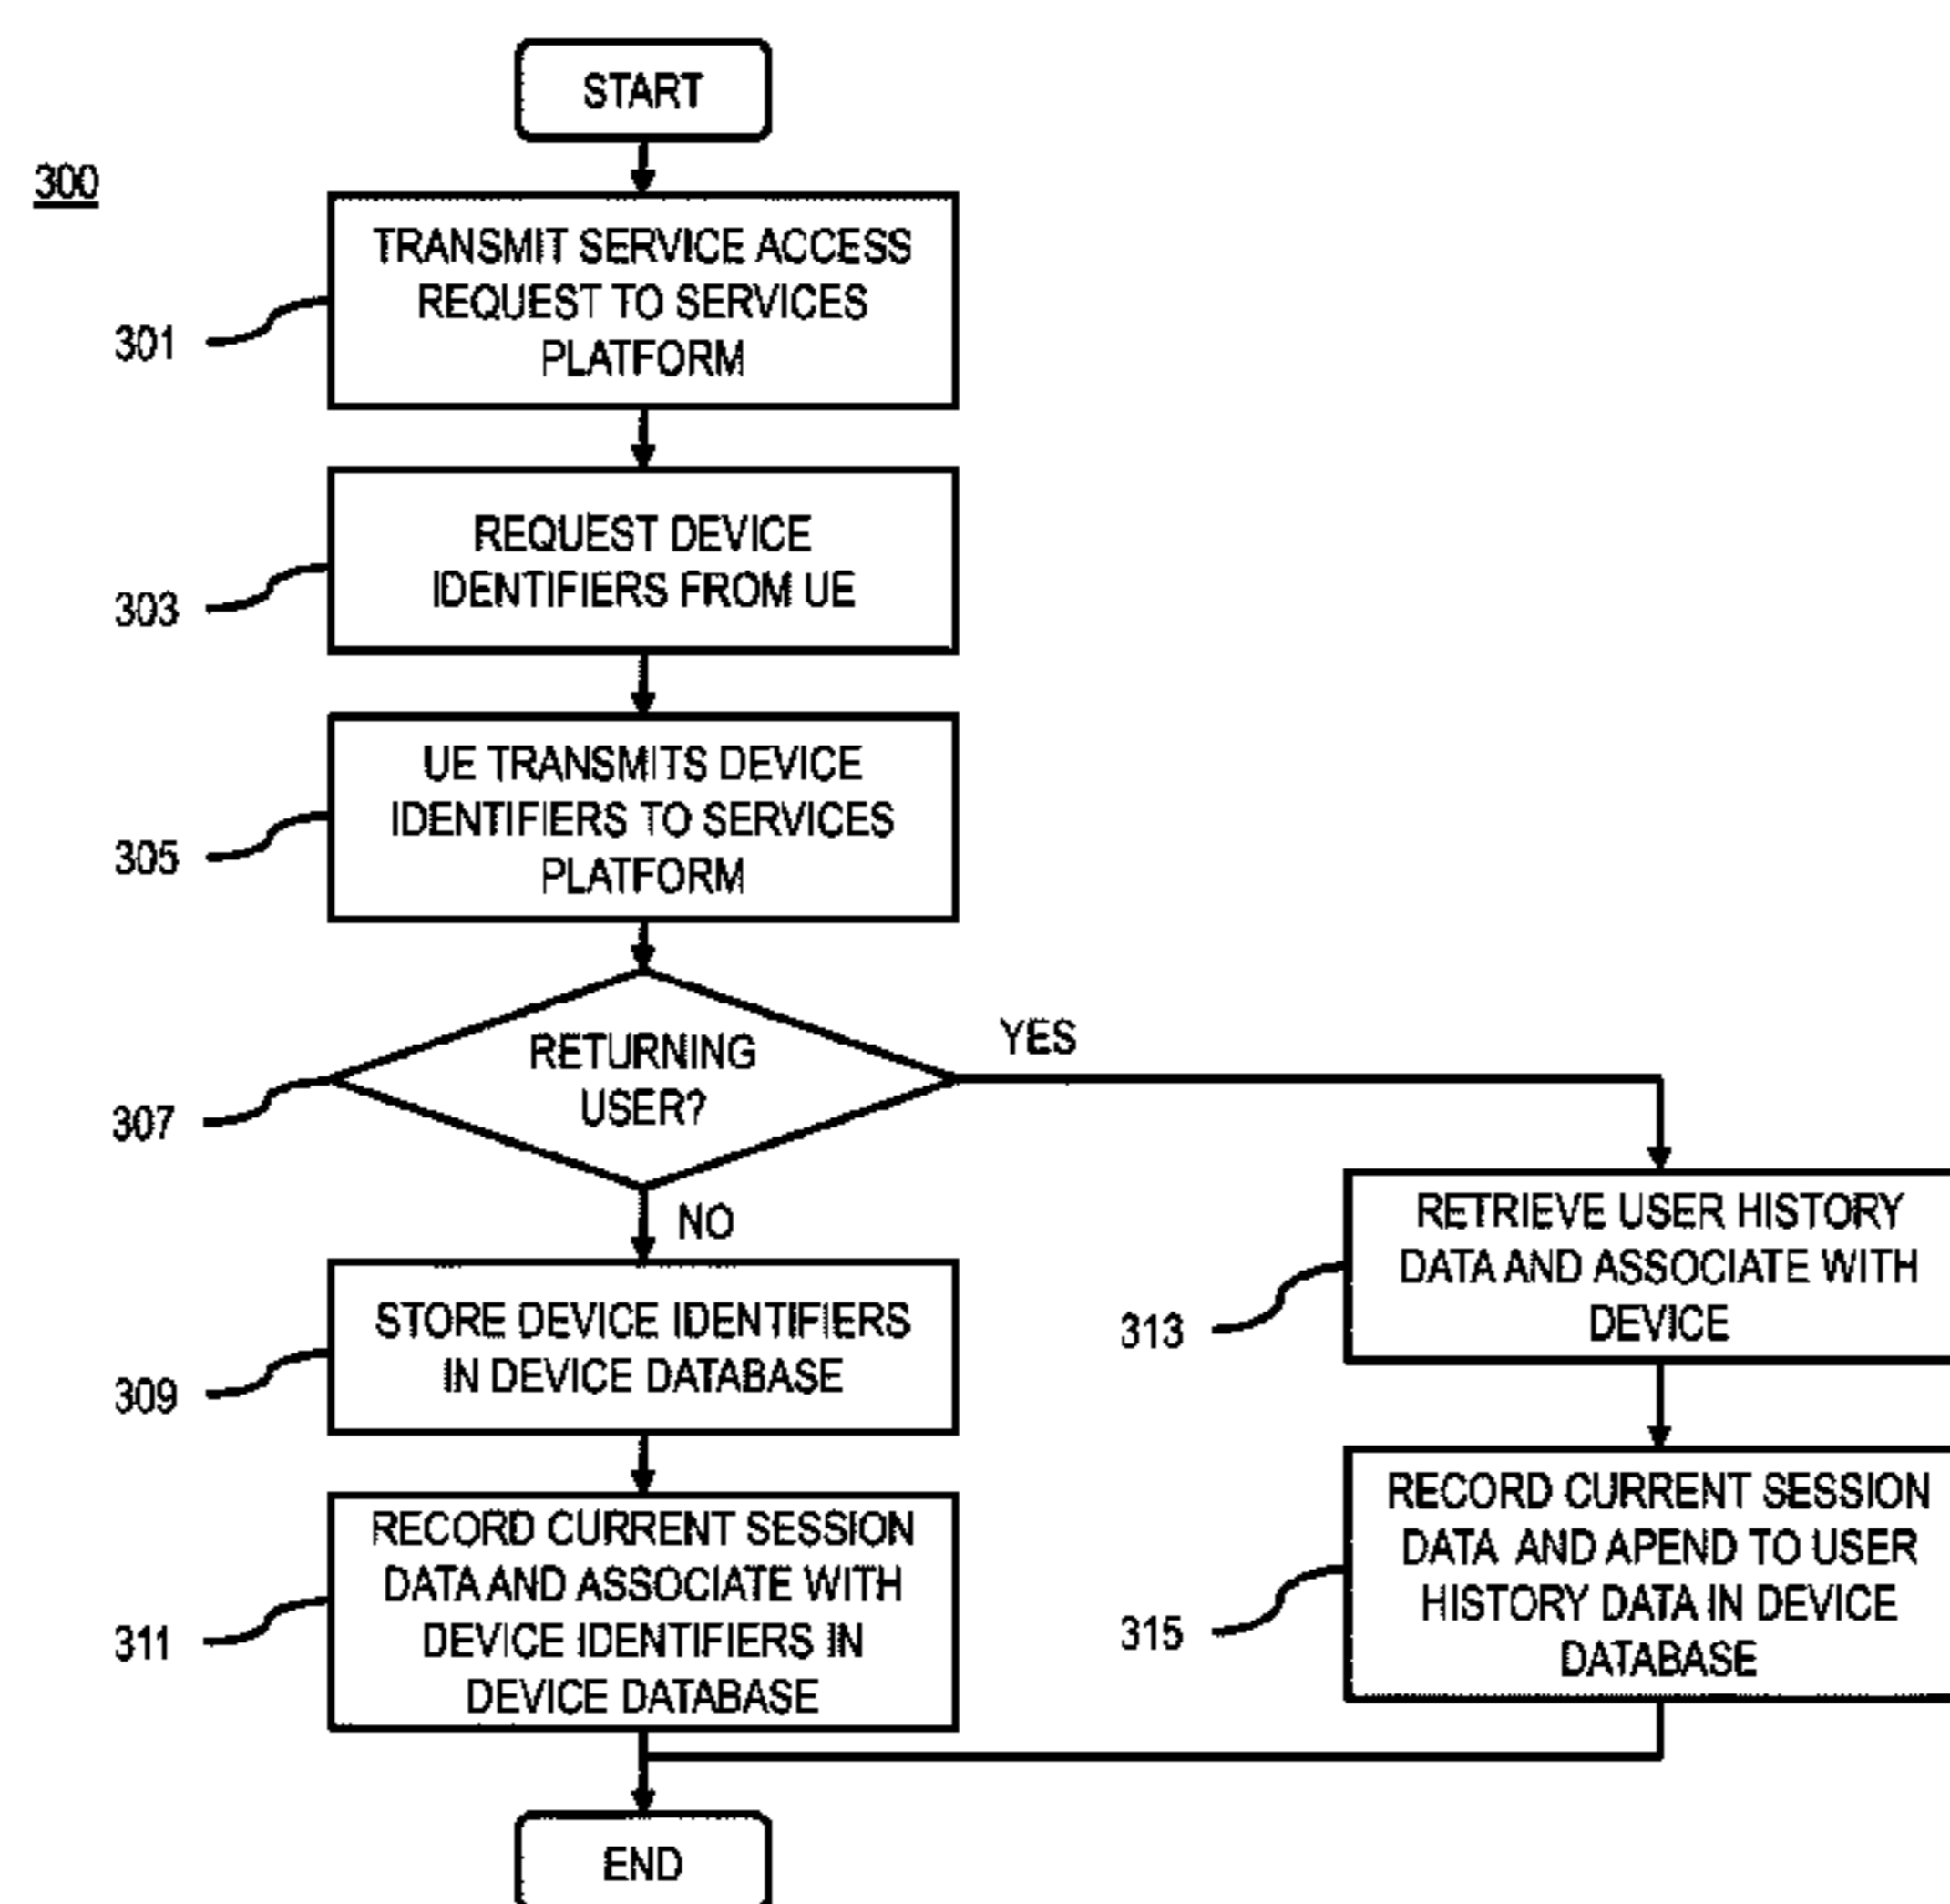 START
300
TRANSMIT SERVICE ACCESS
REQUEST TO SERVICES
PLATFORM
301
REQUEST DEVICE
IDENTIFIERS FROM UE
303
UE TRANSMITS DEVICE
IDENTIFIERS TO SERVICES
PLATFORM
305
RETURNING
USER?
YES
307
NO
STORE DEVICE IDENTIFIERS
IN DEVICE DATABASE
309
RECORD CURRENT SESSION
DATA AND ASSOCIATE WITH
DEVICE IDENTIFIERS IN
DEVICE DATABASE
311
RETRIEVE USER HISTORY
DATA AND ASSOCIATE WITH
DEVICE
313
RECORD CURRENT SESSION
DATA AND APEND TO USER
HISTORY DATA IN DEVICE
DATABASE
315
END